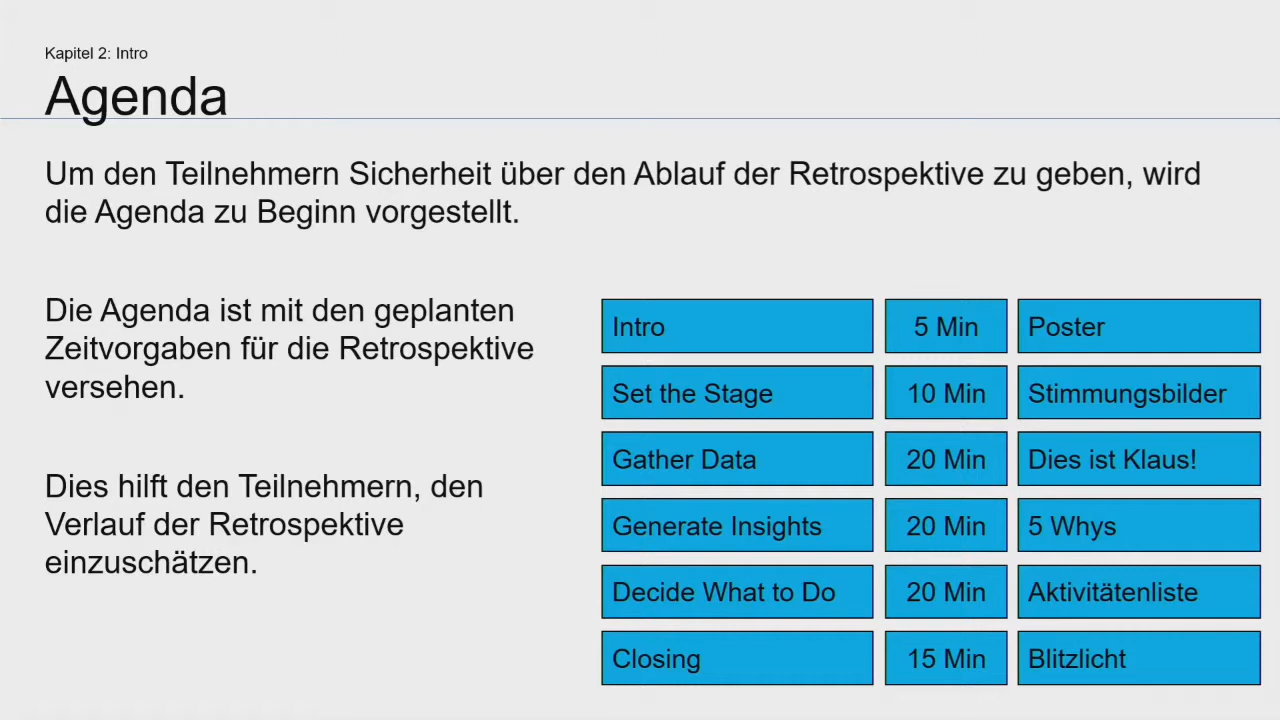 Kapitel 2: Intro
Agenda
Um den Teilnehmern Sicherheit über den Ablauf der Retrospektive zu geben, wird
die Agenda zu Beginn vorgestellt.
Die Agenda ist mit den geplanten
Zeitvorgaben für die Retrospektive
versehen.
Dies hilft den Teilnehmern, den
Verlauf der Retrospektive
einzuschätzen.
Intro 5 Min Poster
Set the Stage 10 Min Stimmungsbilder
Gather Data 20 Min Dies ist Klaus!
Generate Insights 20 Min 5 Whys
Decide What to Do 20 Min Aktivitätenliste
Closing 15 Min Blitzlicht